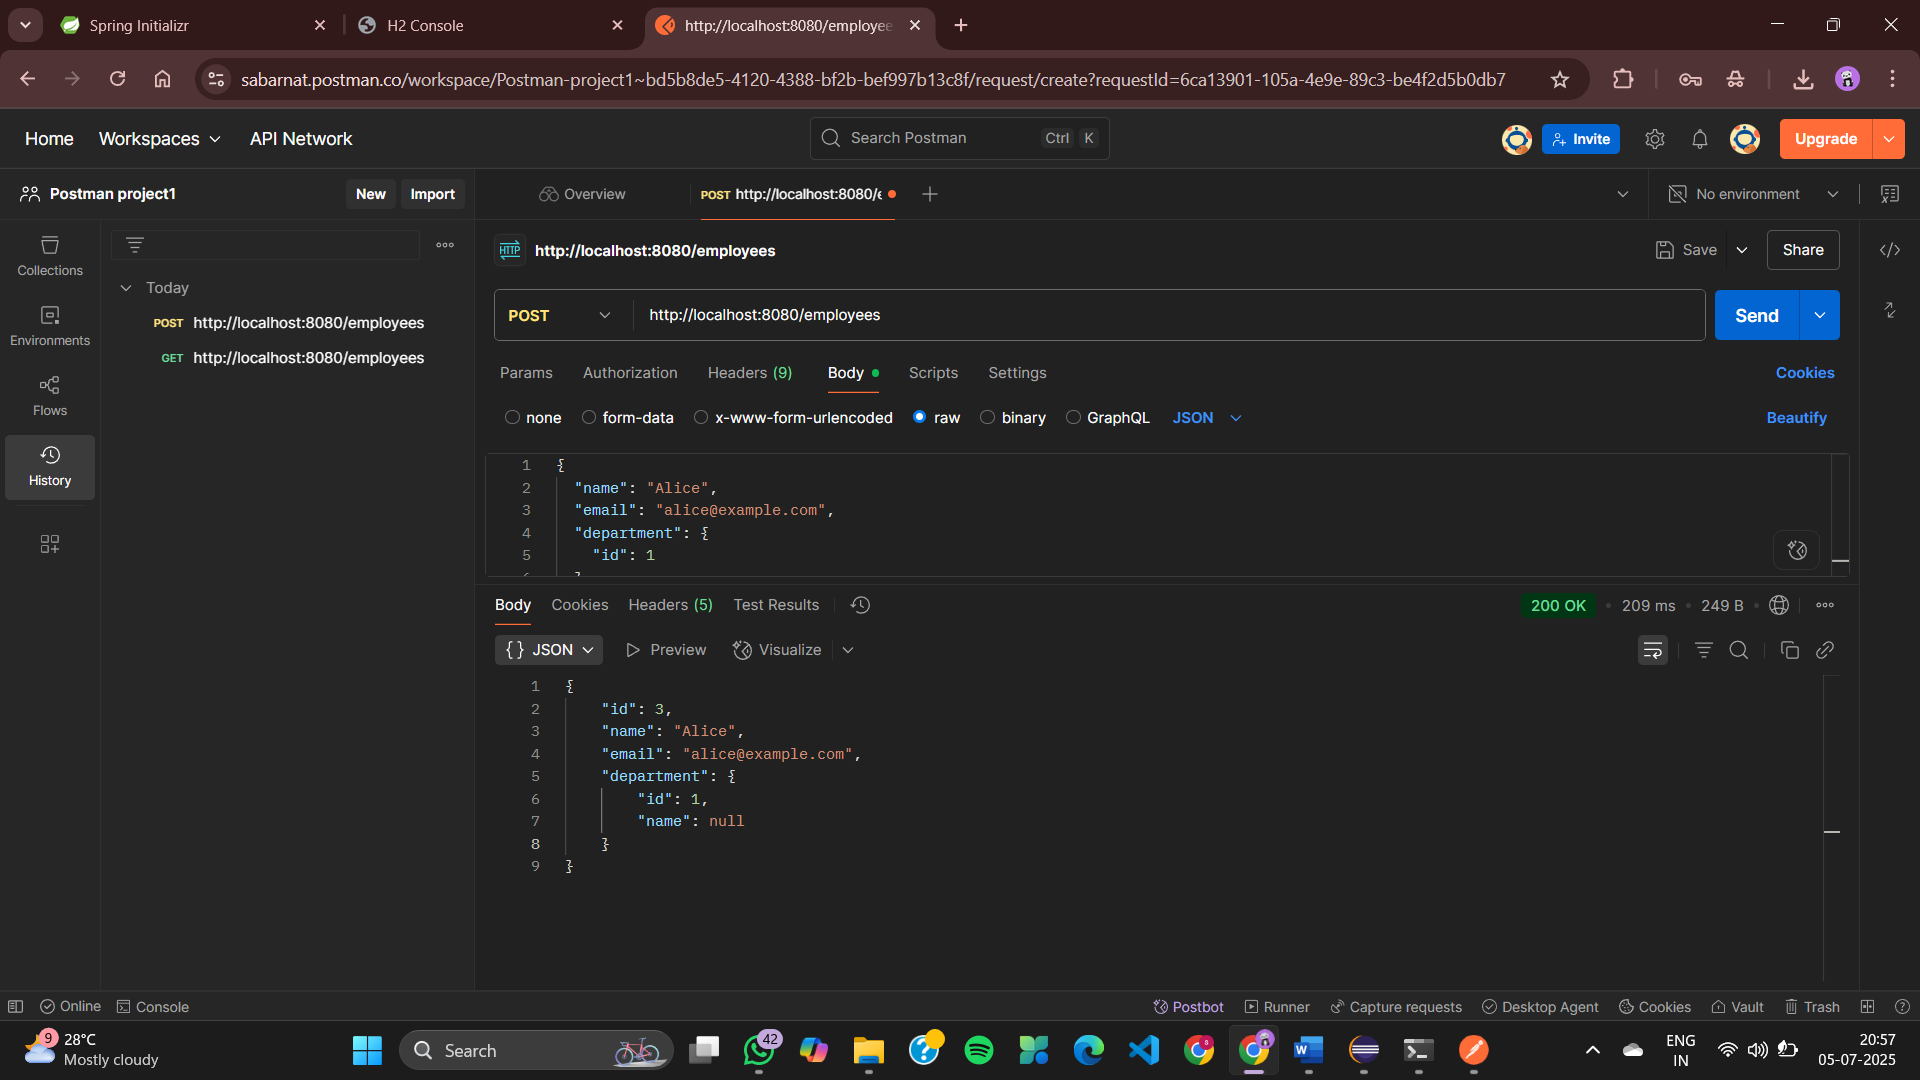 Spring Initializr
H2 Console
http://localhost:8080/employee
sabarnat.postman.co/workspace/Postman-project1~bd5b8de5-4120-4388-bf2b-bef997b13c8f/request/create?requestId=6ca13901-105a-4e9e-89c3-be4f2d5b0db7
Home Workspaces API Network
Search Postman Ctrl K
Invite
Upgrade
Postman project1 New Import
Overview
POST http://localhost:8080/e
No environment
Collections
Environments
Flows
History
Today
POST http://localhost:8080/employees
GET http://localhost:8080/employees
HTTP http://localhost:8080/employees
Save Share
POST http://localhost:8080/employees Send
Params Authorization Headers (9) Body Scripts Settings Cookies
none form-data x-www-form-urlencoded raw binary GraphQL JSON Beautify
1 {
2 "name": "Alice",
3 "email": "alice@example.com",
4 "department": {
5 "id": 1
Body Cookies Headers (5) Test Results 200 OK 209 ms 249 B
{} JSON Preview Visualize
1 {
2 "id": 3,
3 "name": "Alice",
4 "email": "alice@example.com",
5 "department": {
6 "id": 1,
7 "name": null
8 }
9 }
Online Console Postbot Runner Capture requests Desktop Agent Cookies Vault Trash
9 28°C
Mostly cloudy
Search
42
ENG
IN
20:57
05-07-2025